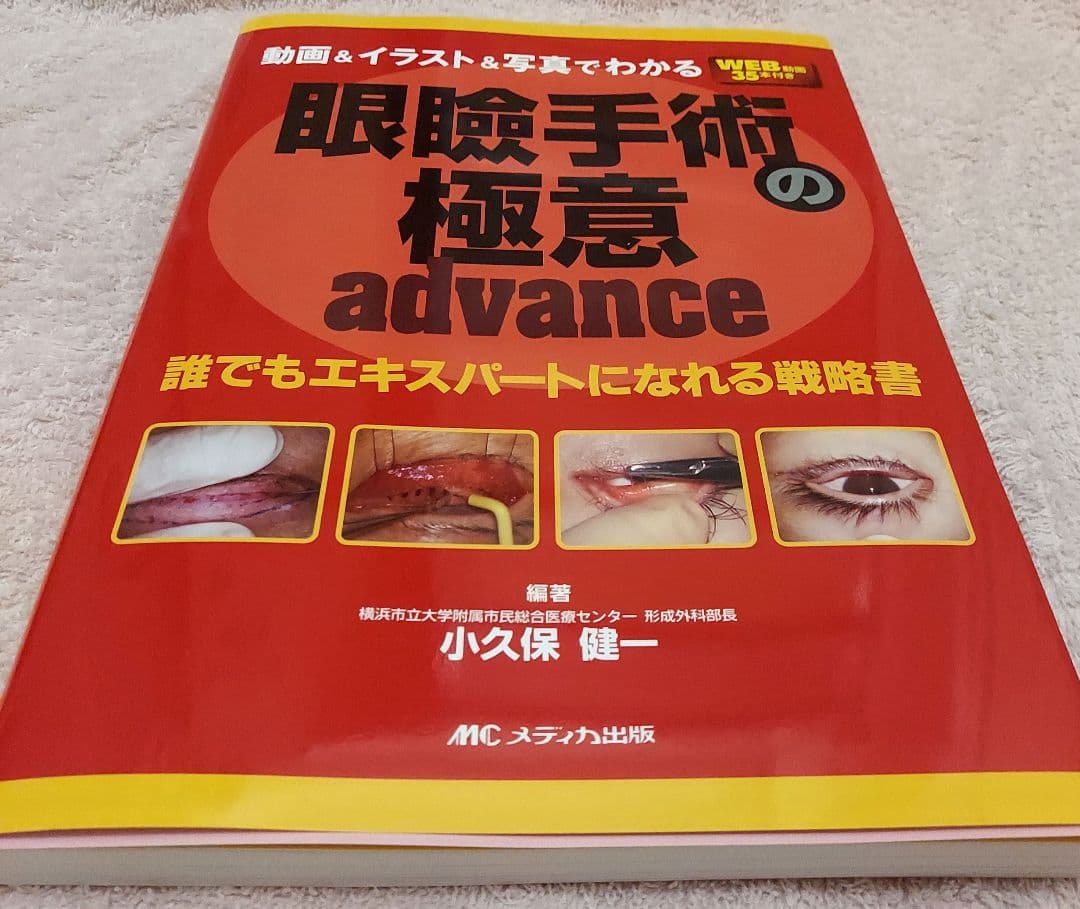 動画&イラスト&写真でわかる
WEB動画
35本付き
眼瞼手術の
極意
advance
誰でもエキスパートになれる戦略書
編著
横浜市立大学附属市民総合医療センター 形成外科部長
小久保 健一
MC メディカ出版